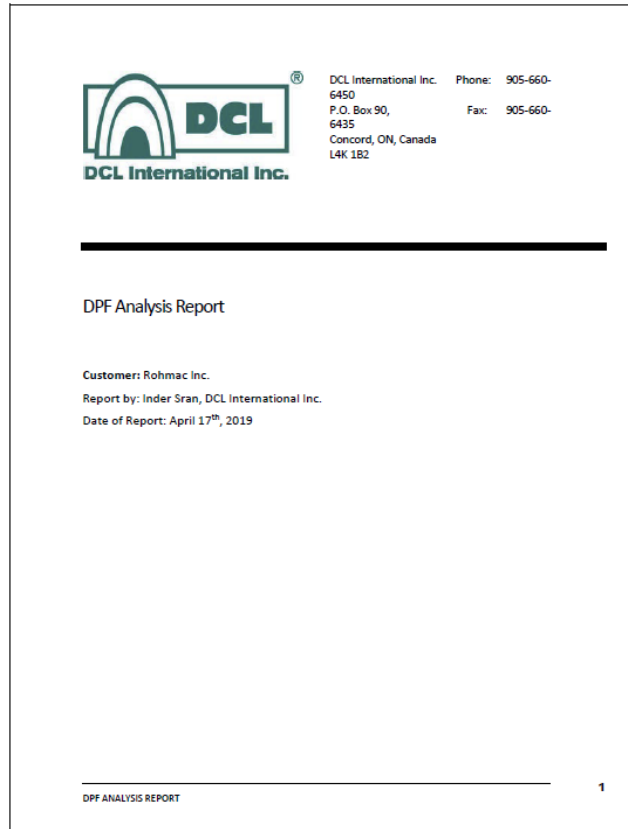 ®
DCL
DCL International Inc.
DCL International Inc. Phone: 905-660-
6450
P.O. Box 90, Fax: 905-660-
6435
Concord, ON, Canada
L4K 1B2
DPF Analysis Report
Customer: Rohmac Inc.
Report by: Inder Sran, DCL International Inc.
Date of Report: April 17th, 2019
1
DPF ANALYSIS REPORT